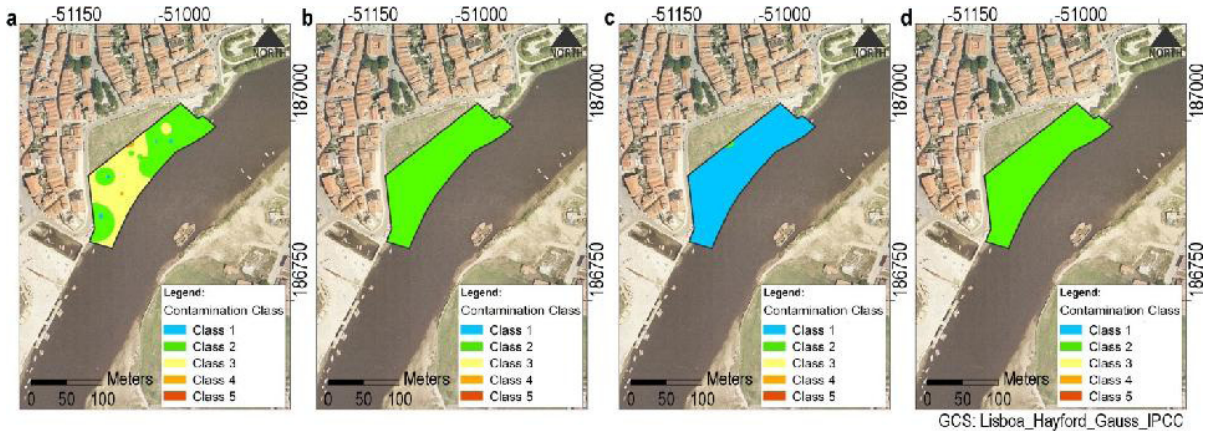 a -51150 -51000 b -51150 -51000 c -51150 -51000 d -51150 -51000
NORTH NORTH NORTH NORTH
187000 187000 187000 187000
186750 186750 186750 186750
Legend: Legend: Legend: Legend:
Contamination Class Contamination Class Contamination Class Contamination Class
Class 1 Class 1 Class 1 Class 1
Class 2 Class 2 Class 2 Class 2
Class 3 Class 3 Class 3 Class 3
Meters Class 4 Meters Class 4 Meters Class 4 Meters Class 4
0 50 100 Class 5 0 50 100 Class 5 0 50 100 Class 5 0 50 100 Class 5
GCS: Lisboa_Hayford_Gauss_IPCC